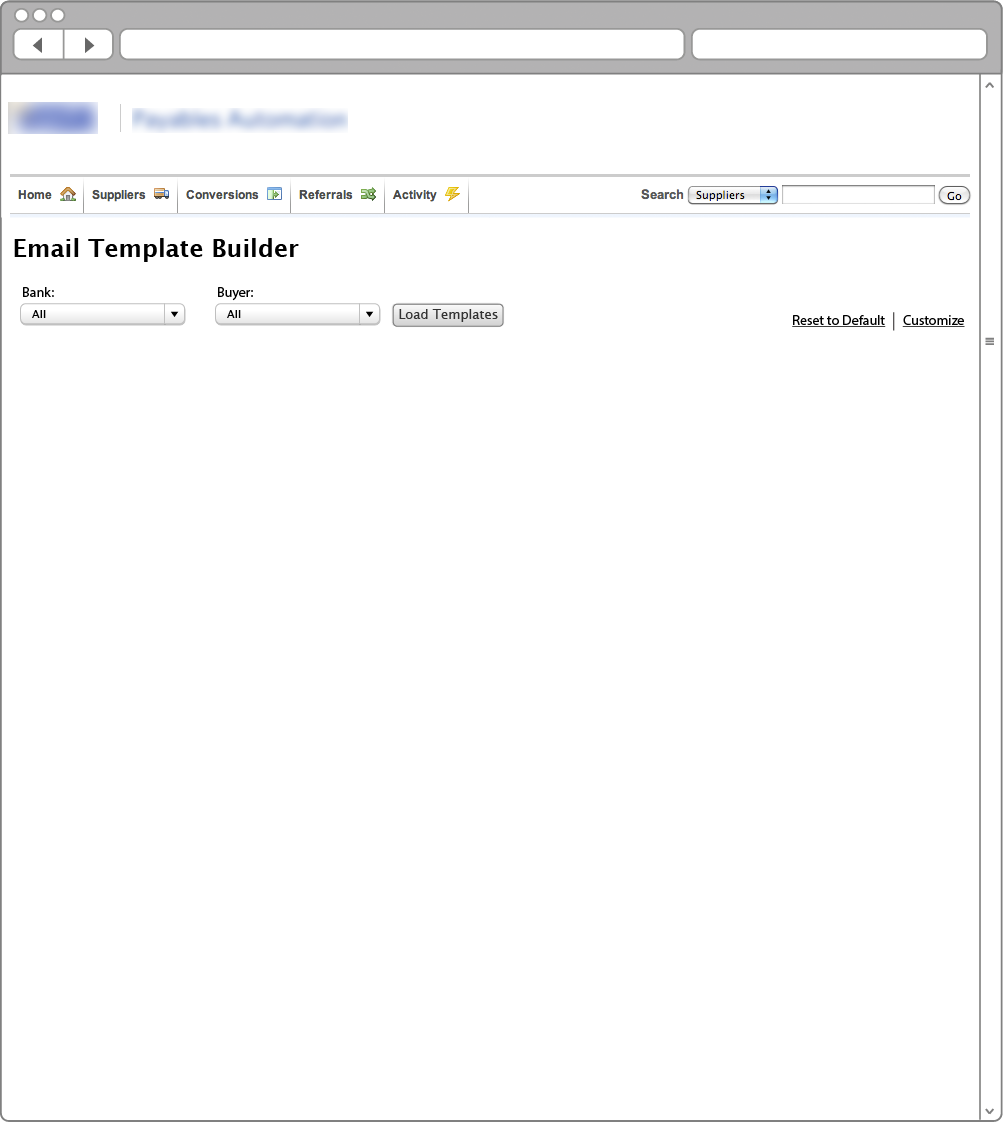 Home Suppliers Conversions Referrals Activity Search Suppliers Go
Email Template Builder
Bank: Buyer:
All All Load Templates
Reset to Default | Customize